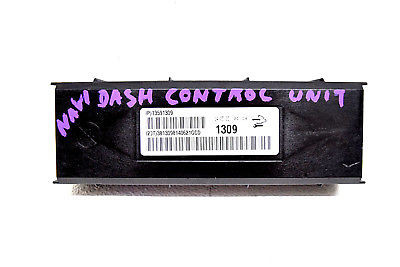 NAVI DASH CONTROL UNIT
(P)13591309
1309